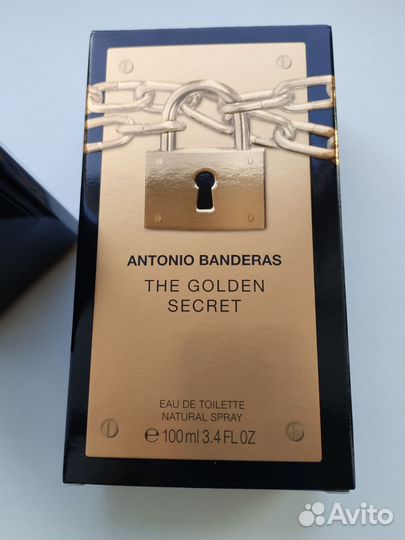 ANTONIO BANDERAS
THE GOLDEN
SECRET
EAU DE TOILETTE
NATURAL SPRAY
℮ 100 ml 3.4 FL OZ
Avito